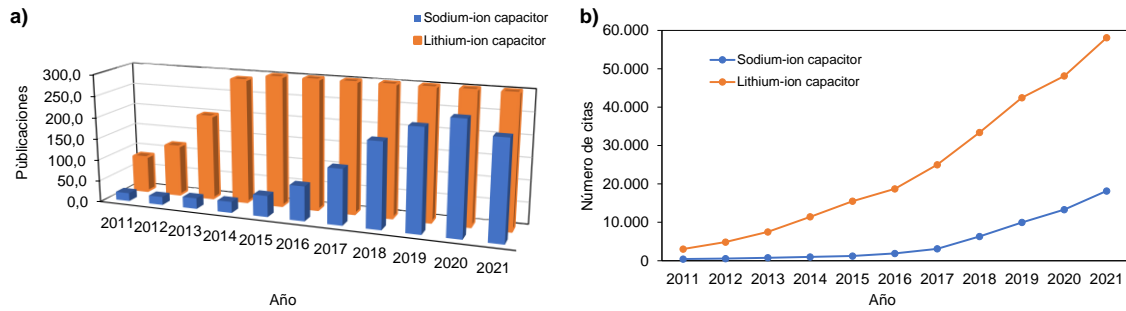 a)
Sodium-ion capacitor
Lithium-ion capacitor
300,0
250,0
200,0
150,0
100,0
50,0
0,0
Públicaciones
2011 2012 2013 2014 2015 2016 2017 2018 2019 2020 2021
Año
b)
60.000
50.000
40.000
30.000
20.000
10.000
0
Número de citas
Sodium-ion capacitor
Lithium-ion capacitor
2011 2012 2013 2014 2015 2016 2017 2018 2019 2020 2021
Año